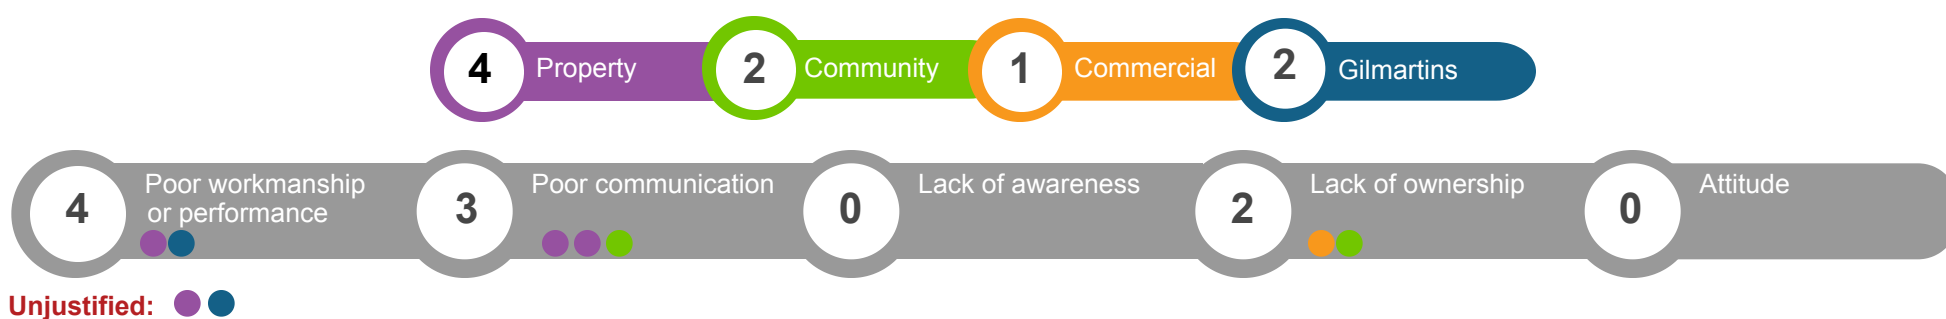 4 Property 2 Community 1 Commercial 2 Gilmartins
4 Poor workmanship
or performance
3 Poor communication
0 Lack of awareness
2 Lack of ownership
0 Attitude
Unjustified: